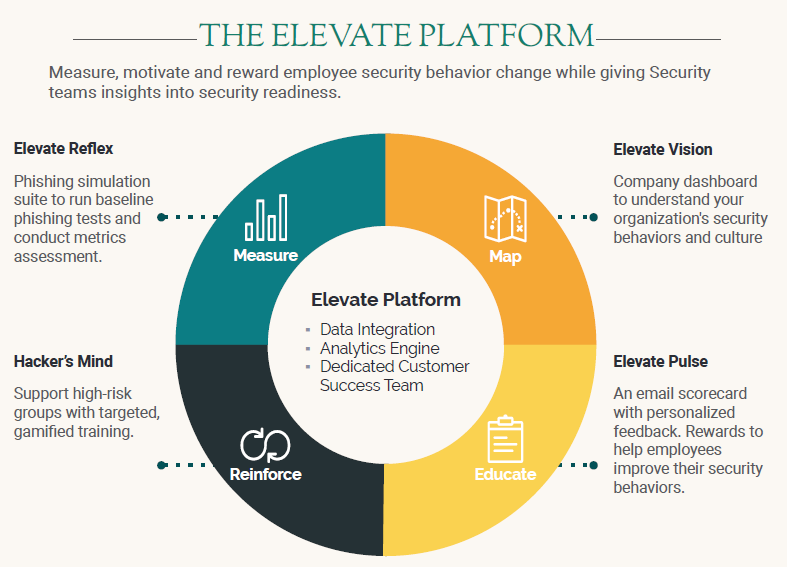 THE ELEVATE PLATFORM
Measure, motivate and reward employee security behavior change while giving Security
teams insights into security readiness.
Elevate Reflex
Phishing simulation
suite to run baseline
phishing tests and
conduct metrics
assessment.
Measure
Map
Elevate Vision
Company dashboard
to understand your
organization's security
behaviors and culture
Elevate Platform
▪ Data Integration
▪ Analytics Engine
▪ Dedicated Customer
Success Team
Hacker's Mind
Support high-risk
groups with targeted,
gamified training.
Reinforce
Educate
Elevate Pulse
An email scorecard
with personalized
feedback. Rewards to
help employees
improve their security
behaviors.